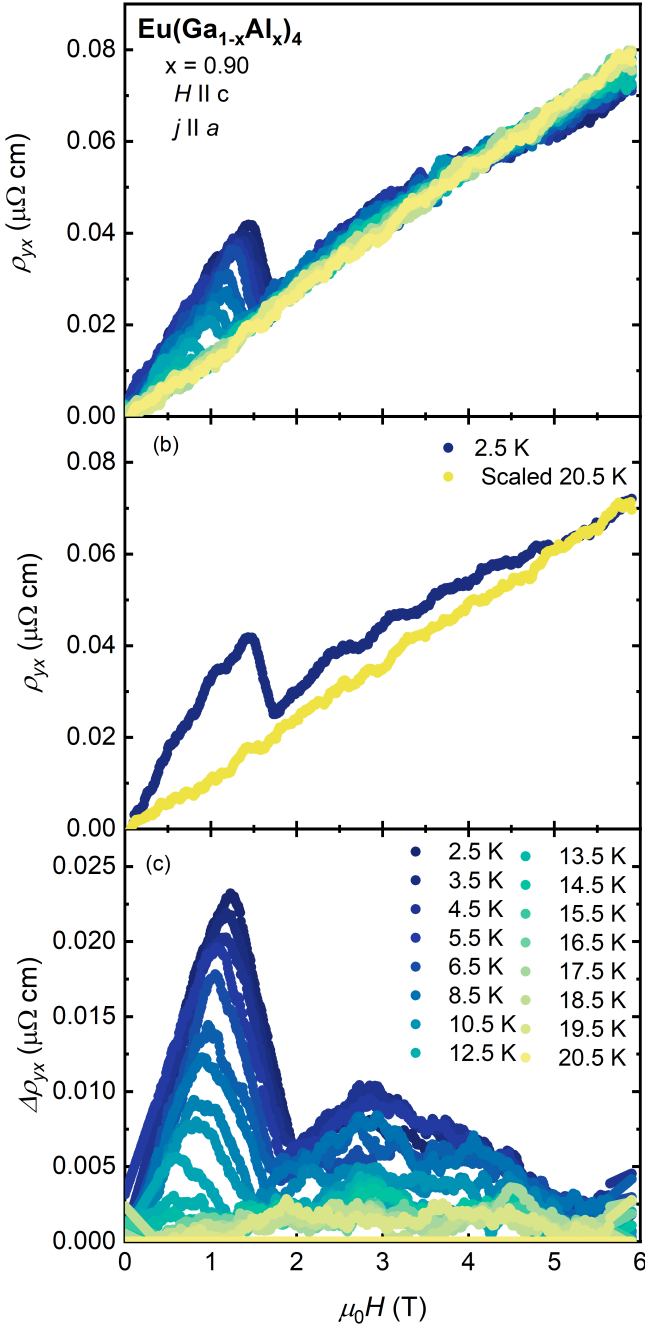 Eu(Ga₁₋ₓAlₓ)₄
x = 0.90
H || c
j || a
0.08
0.06
0.04
0.02
0.00
ρyx (μΩ cm)
(b)
2.5 K
Scaled 20.5 K
0.08
0.06
0.04
0.02
0.00
ρyx (μΩ cm)
(c)
2.5 K 13.5 K
3.5 K 14.5 K
4.5 K 15.5 K
5.5 K 16.5 K
6.5 K 17.5 K
8.5 K 18.5 K
10.5 K 19.5 K
12.5 K 20.5 K
0.025
0.020
0.015
0.010
0.005
0.000
Δρyx (μΩ cm)
0 1 2 3 4 5 6
μ₀H (T)